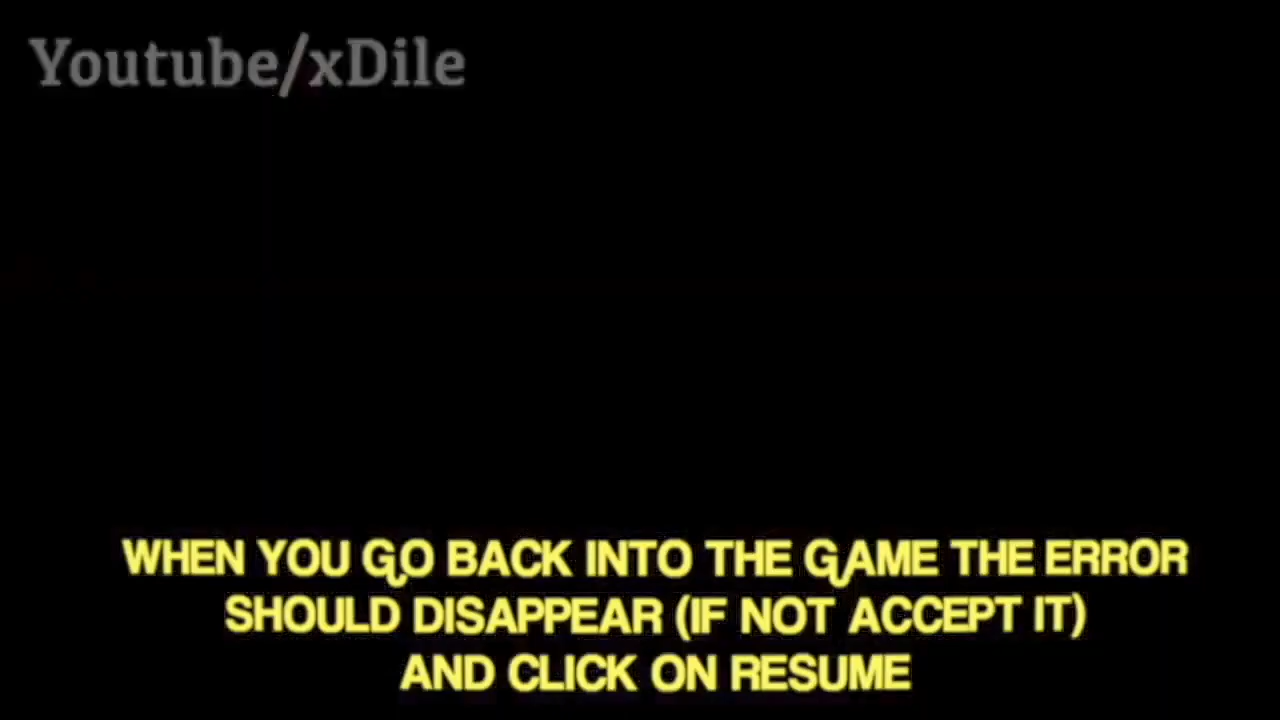 Youtube/xDile
WHEN YOU GO BACK INTO THE GAME THE ERROR
SHOULD DISAPPEAR (IF NOT ACCEPT IT)
AND CLICK ON RESUME